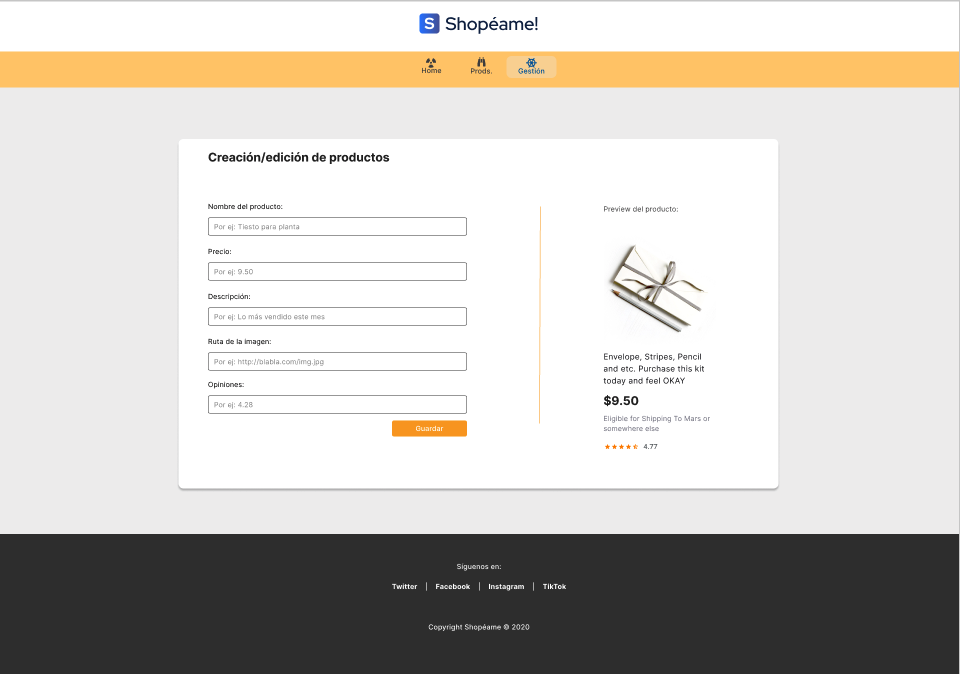 S Shopéame!
Home Prods. Gestión
Creación/edición de productos
Nombre del producto:
Por ej: Tiesto para planta
Precio:
Por ej: 9.50
Descripción:
Por ej: Lo más vendido este mes
Ruta de la imagen:
Por ej: http://blabla.com/img.jpg
Opiniones:
Por ej: 4.28
Guardar
Preview del producto:
Envelope, Stripes, Pencil
and etc. Purchase this kit
today and feel OKAY
$9.50
Eligible for Shipping To Mars or
somewhere else
4.77
Síguenos en:
Twitter | Facebook | Instagram | TikTok
Copyright Shopéame © 2020